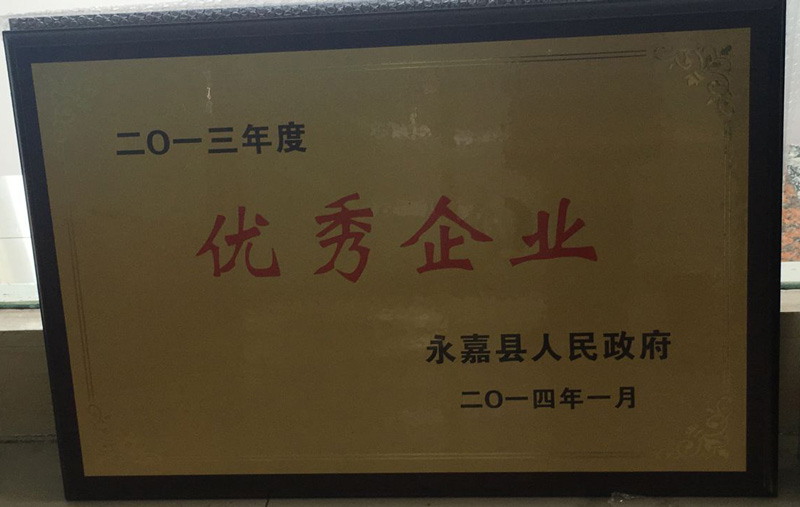 二〇一三年度
优秀企业
永嘉县人民政府
二〇一四年一月